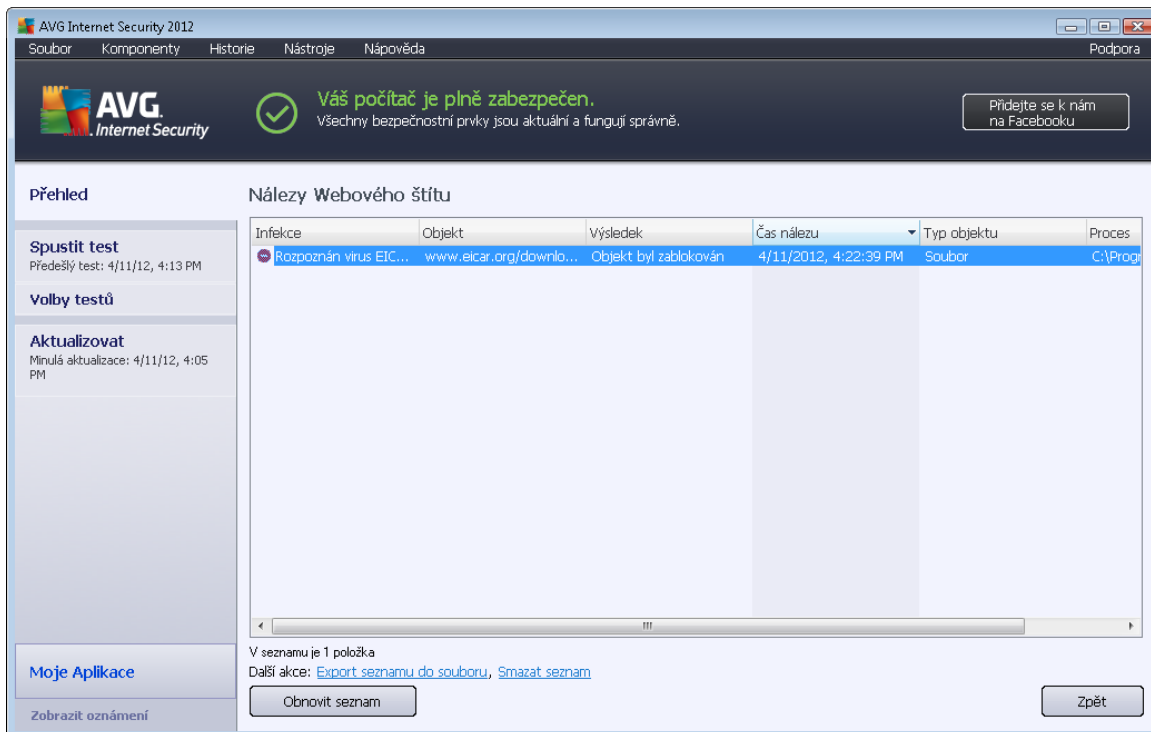 AVG Internet Security 2012
Soubor Komponenty Historie Nástroje Nápověda Podpora
AVG.
Internet Security
Váš počítač je plně zabezpečen.
Všechny bezpečnostní prvky jsou aktuální a fungují správně.
Přidejte se k nám
na Facebooku
Přehled
Spustit test
Předešlý test: 4/11/12, 4:13 PM
Volby testů
Aktualizovat
Minulá aktualizace: 4/11/12, 4:05
PM
Moje Aplikace
Zobrazit oznámení
Nálezy Webového štítu
Infekce Objekt Výsledek Čas nálezu Typ objektu Proces
Rozpoznán virus EIC... www.eicar.org/downlo... Objekt byl zablokován 4/11/2012, 4:22:39 PM Soubor C:\Progr
V seznamu je 1 položka
Další akce: Export seznamu do souboru, Smazat seznam
Obnovit seznam Zpět